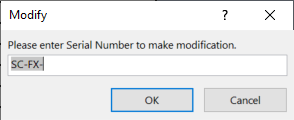 Modify
?
Please enter Serial Number to make modification.
SC-FX-
OK
Cancel